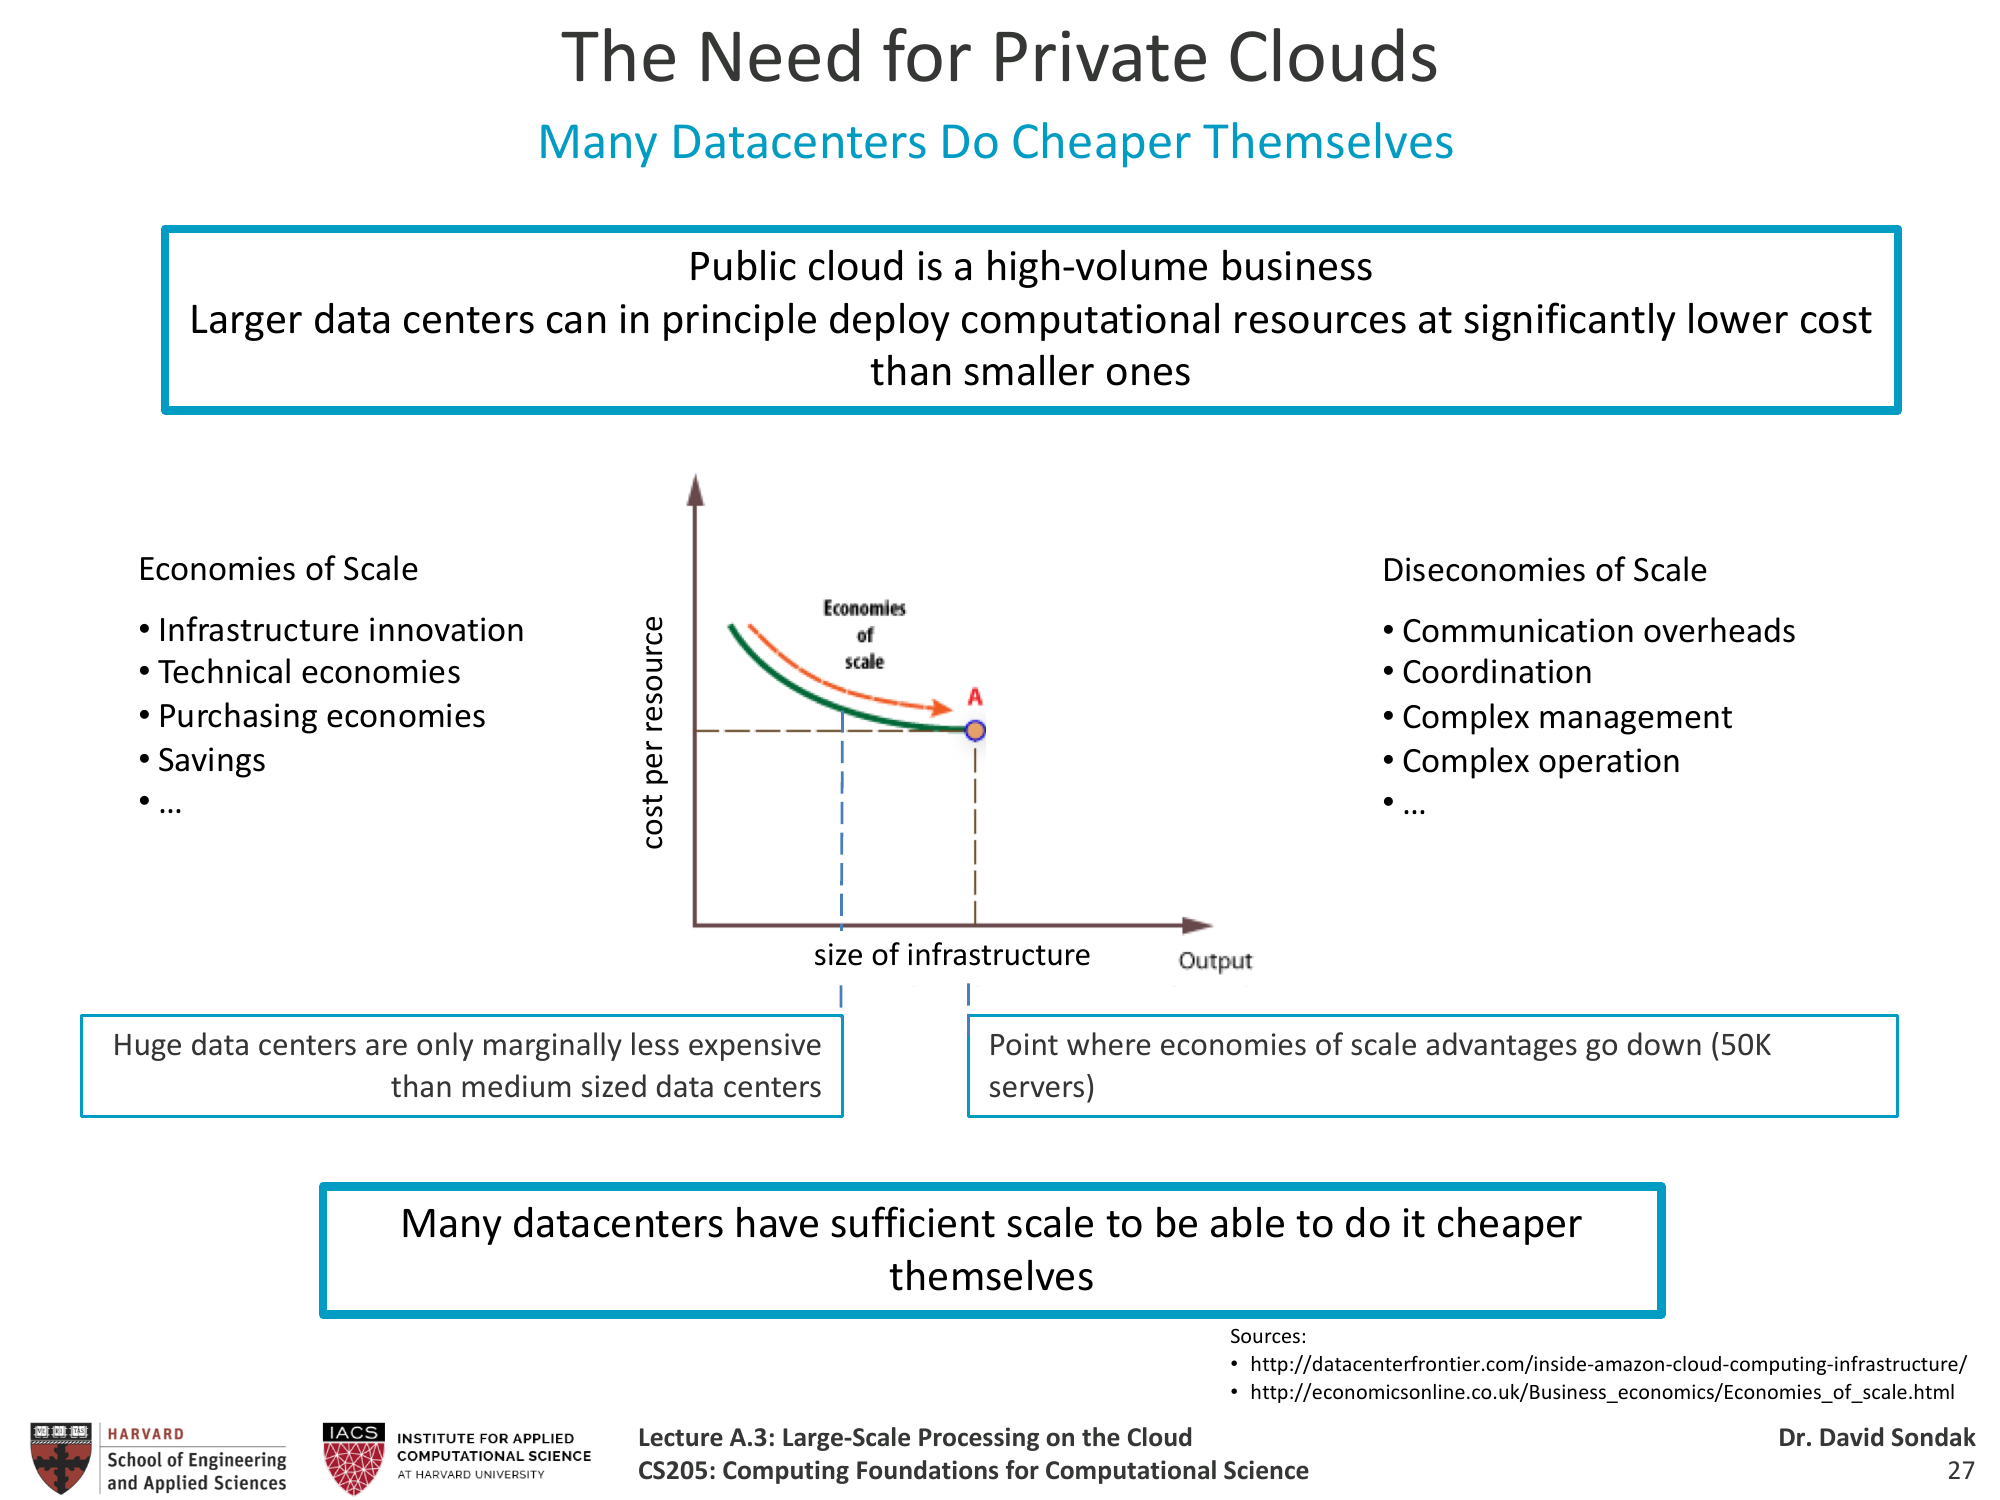 The Need for Private Clouds
Many Datacenters Do Cheaper Themselves
Public cloud is a high-volume business
Larger data centers can in principle deploy computational resources at significantly lower cost
than smaller ones
Economies of Scale
• Infrastructure innovation
• Technical economies
• Purchasing economies
• Savings
• ...
cost per resource
Economies
of
scale
A
size of infrastructure
Output
Diseconomies of Scale
• Communication overheads
• Coordination
• Complex management
• Complex operation
• ...
Huge data centers are only marginally less expensive
than medium sized data centers
Point where economies of scale advantages go down (50K
servers)
Many datacenters have sufficient scale to be able to do it cheaper
themselves
Sources:
• http://datacenterfrontier.com/inside-amazon-cloud-computing-infrastructure/
• http://economicsonline.co.uk/Business_economics/Economies_of_scale.html
HARVARD
School of Engineering
and Applied Sciences
IACS
INSTITUTE FOR APPLIED
COMPUTATIONAL SCIENCE
AT HARVARD UNIVERSITY
Lecture A.3: Large-Scale Processing on the Cloud
CS205: Computing Foundations for Computational Science
Dr. David Sondak
27